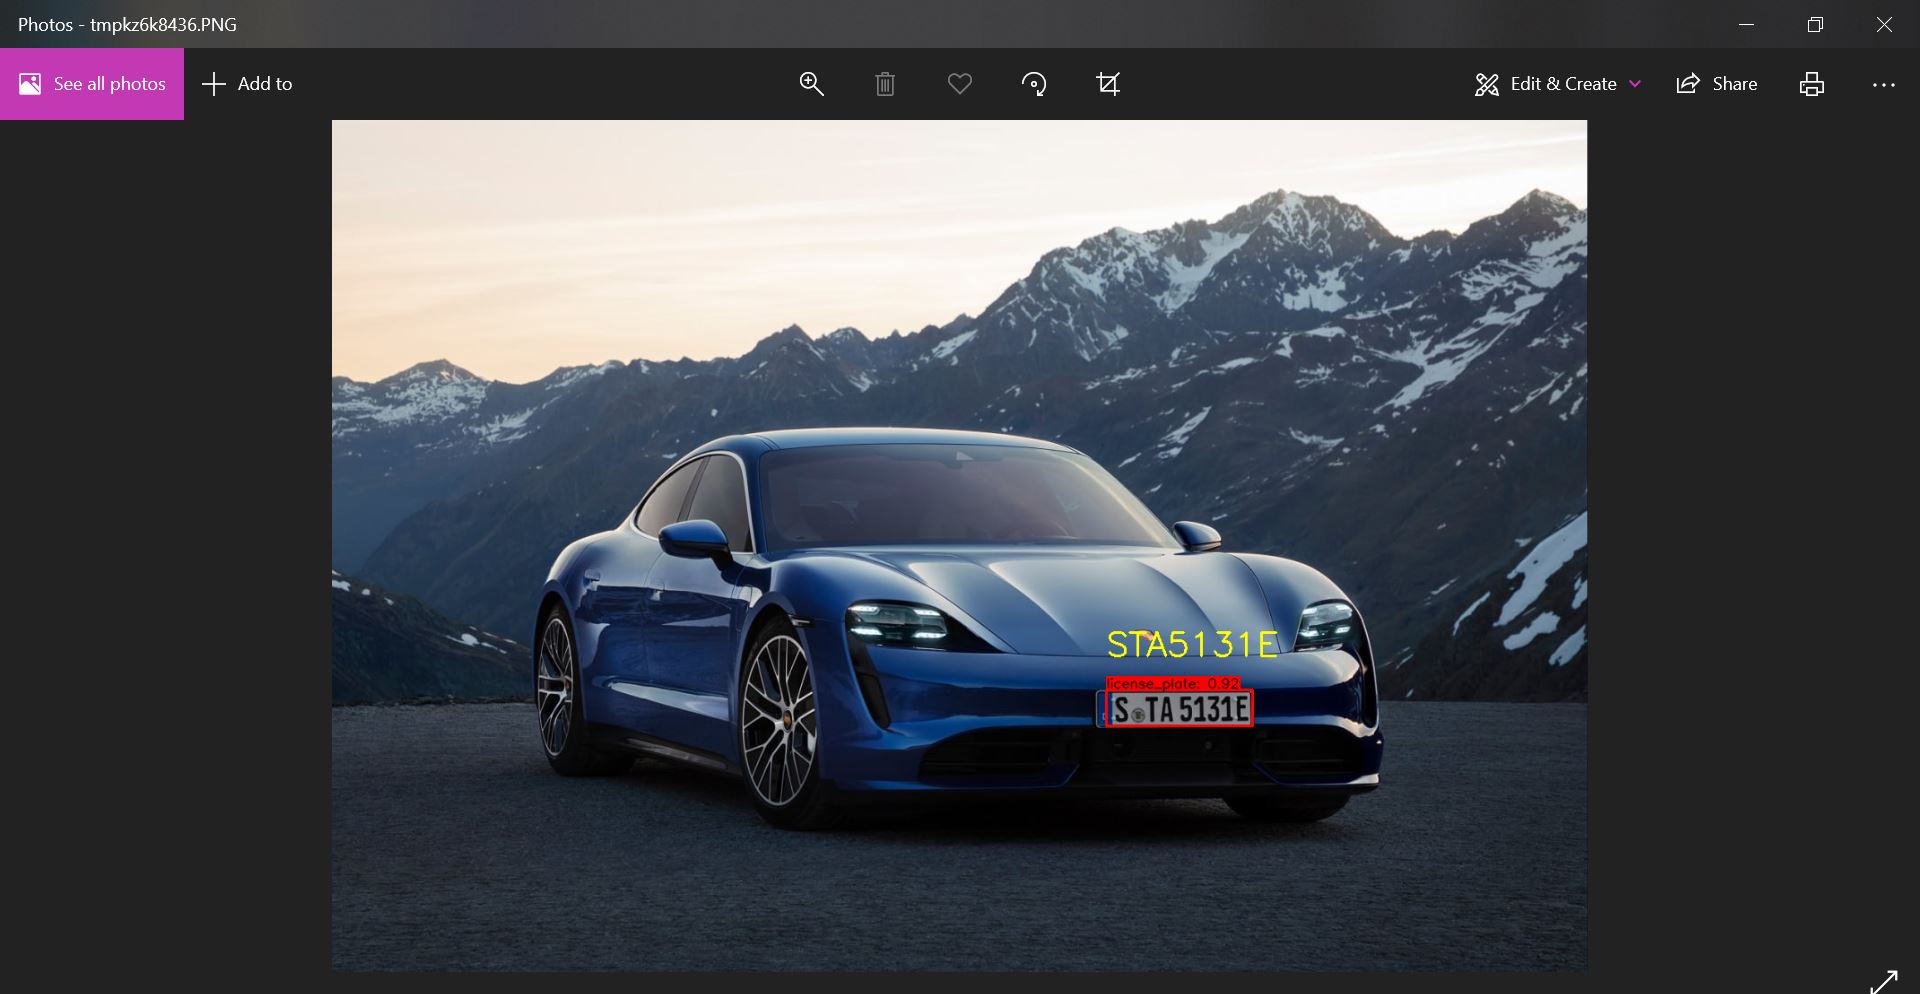 Photos - tmpkz6k8436.PNG
See all photos
Add to
Edit & Create
Share
STA5131E
license_plate: 0.92
S TA 5131E